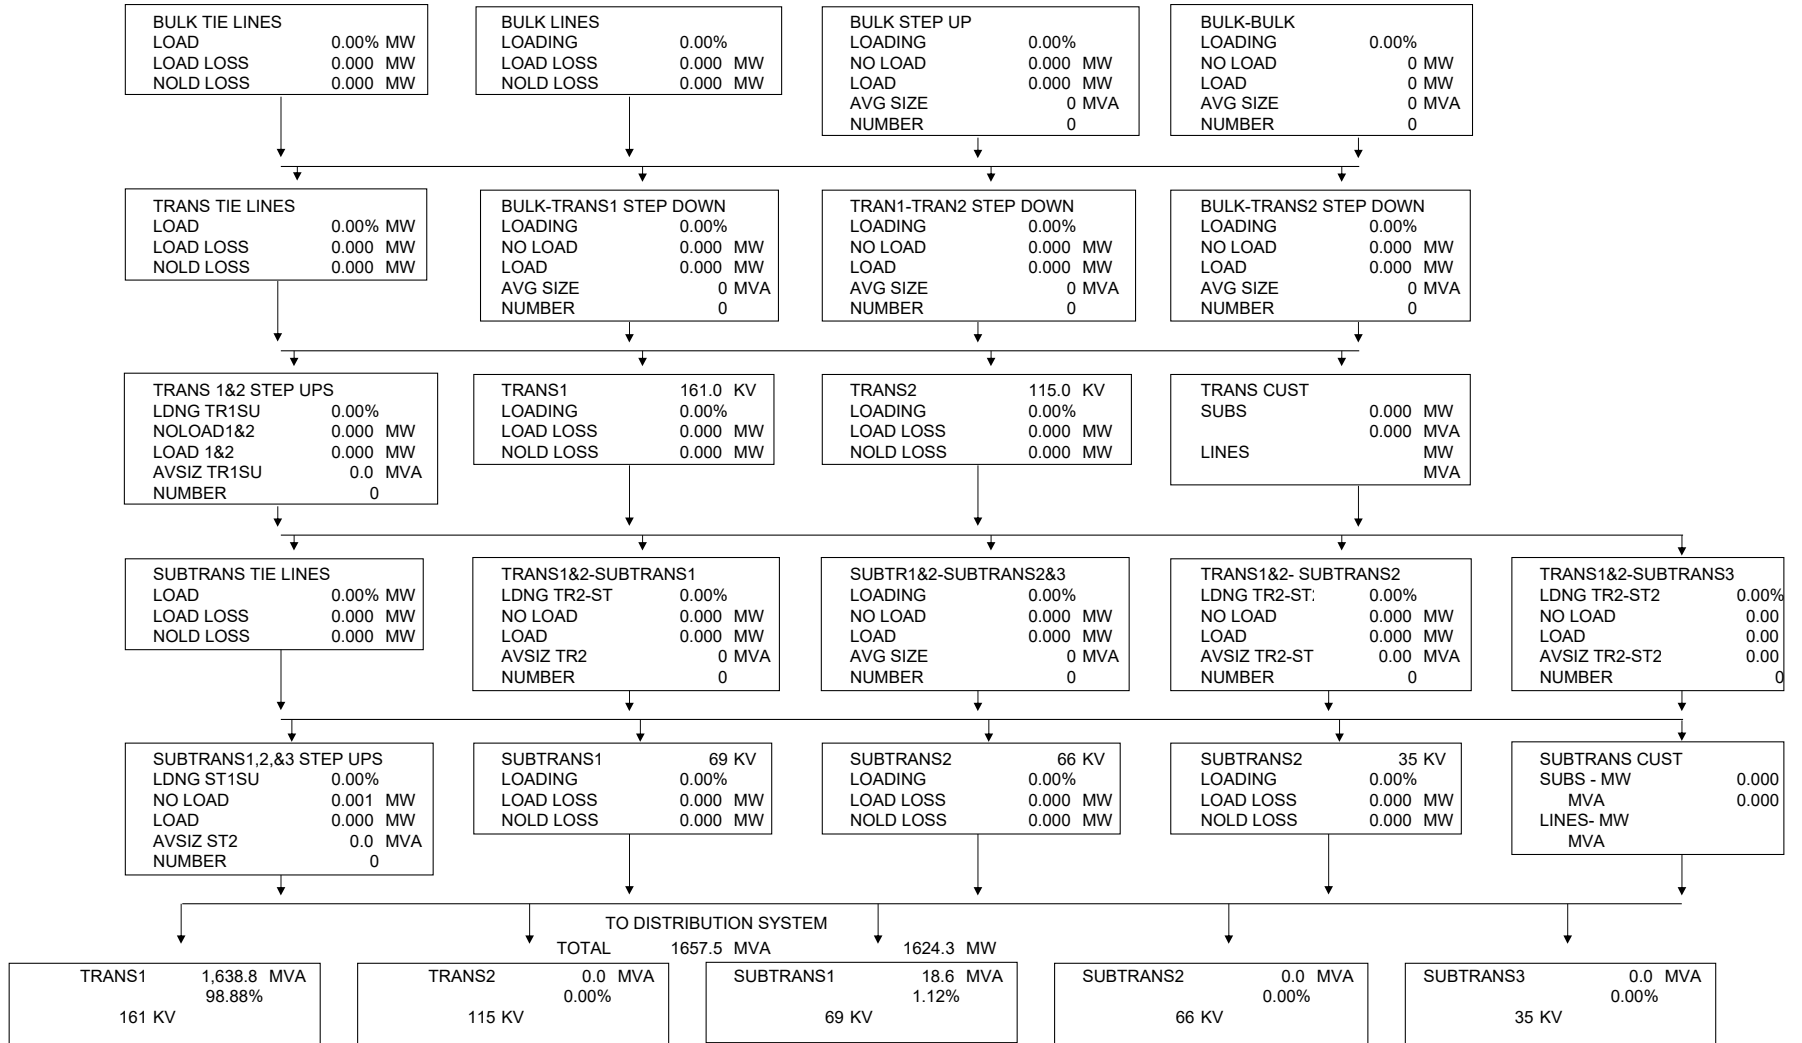 BULK TIE LINES
LOAD 0.00% MW
LOAD LOSS 0.000 MW
NOLD LOSS 0.000 MW
BULK LINES
LOADING 0.00%
LOAD LOSS 0.000 MW
NOLD LOSS 0.000 MW
BULK STEP UP
LOADING 0.00%
NO LOAD 0.000 MW
LOAD 0.000 MW
AVG SIZE 0 MVA
NUMBER 0
BULK-BULK
LOADING 0.00%
NO LOAD 0 MW
LOAD 0 MW
AVG SIZE 0 MVA
NUMBER 0
TRANS TIE LINES
LOAD 0.00% MW
LOAD LOSS 0.000 MW
NOLD LOSS 0.000 MW
BULK-TRANS1 STEP DOWN
LOADING 0.00%
NO LOAD 0.000 MW
LOAD 0.000 MW
AVG SIZE 0 MVA
NUMBER 0
TRAN1-TRAN2 STEP DOWN
LOADING 0.00%
NO LOAD 0.000 MW
LOAD 0.000 MW
AVG SIZE 0 MVA
NUMBER 0
BULK-TRANS2 STEP DOWN
LOADING 0.00%
NO LOAD 0.000 MW
LOAD 0.000 MW
AVG SIZE 0 MVA
NUMBER 0
TRANS 1&2 STEP UPS
LDNG TR1SU 0.00%
NOLOAD1&2 0.000 MW
LOAD 1&2 0.000 MW
AVSIZ TR1SU 0.0 MVA
NUMBER 0
TRANS1 161.0 KV
LOADING 0.00%
LOAD LOSS 0.000 MW
NOLD LOSS 0.000 MW
TRANS2 115.0 KV
LOADING 0.00%
LOAD LOSS 0.000 MW
NOLD LOSS 0.000 MW
TRANS CUST
SUBS 0.000 MW
0.000 MVA
LINES MW
MVA
SUBTRANS TIE LINES
LOAD 0.00% MW
LOAD LOSS 0.000 MW
NOLD LOSS 0.000 MW
TRANS1&2-SUBTRANS1
LDNG TR2-ST 0.00%
NO LOAD 0.000 MW
LOAD 0.000 MW
AVSIZ TR2 0 MVA
NUMBER 0
SUBTR1&2-SUBTRANS2&3
LOADING 0.00%
NO LOAD 0.000 MW
LOAD 0.000 MW
AVG SIZE 0 MVA
NUMBER 0
TRANS1&2- SUBTRANS2
LDNG TR2-ST: 0.00%
NO LOAD 0.000 MW
LOAD 0.000 MW
AVSIZ TR2-ST 0.00 MVA
NUMBER 0
TRANS1&2-SUBTRANS3
LDNG TR2-ST2 0.00%
NO LOAD 0.00
LOAD 0.00
AVSIZ TR2-ST2 0.00
NUMBER 0
SUBTRANS1,2,&3 STEP UPS
LDNG ST1SU 0.00%
NO LOAD 0.001 MW
LOAD 0.000 MW
AVSIZ ST2 0.0 MVA
NUMBER 0
SUBTRANS1 69 KV
LOADING 0.00%
LOAD LOSS 0.000 MW
NOLD LOSS 0.000 MW
SUBTRANS2 66 KV
LOADING 0.00%
LOAD LOSS 0.000 MW
NOLD LOSS 0.000 MW
SUBTRANS2 35 KV
LOADING 0.00%
LOAD LOSS 0.000 MW
NOLD LOSS 0.000 MW
SUBTRANS CUST
SUBS - MW 0.000
MVA 0.000
LINES- MW
MVA
TO DISTRIBUTION SYSTEM
TOTAL 1657.5 MVA 1624.3 MW
TRANS1 1,638.8 MVA
98.88%
161 KV
TRANS2 0.0 MVA
0.00%
115 KV
SUBTRANS1 18.6 MVA
1.12%
69 KV
SUBTRANS2 0.0 MVA
0.00%
66 KV
SUBTRANS3 0.0 MVA
0.00%
35 KV